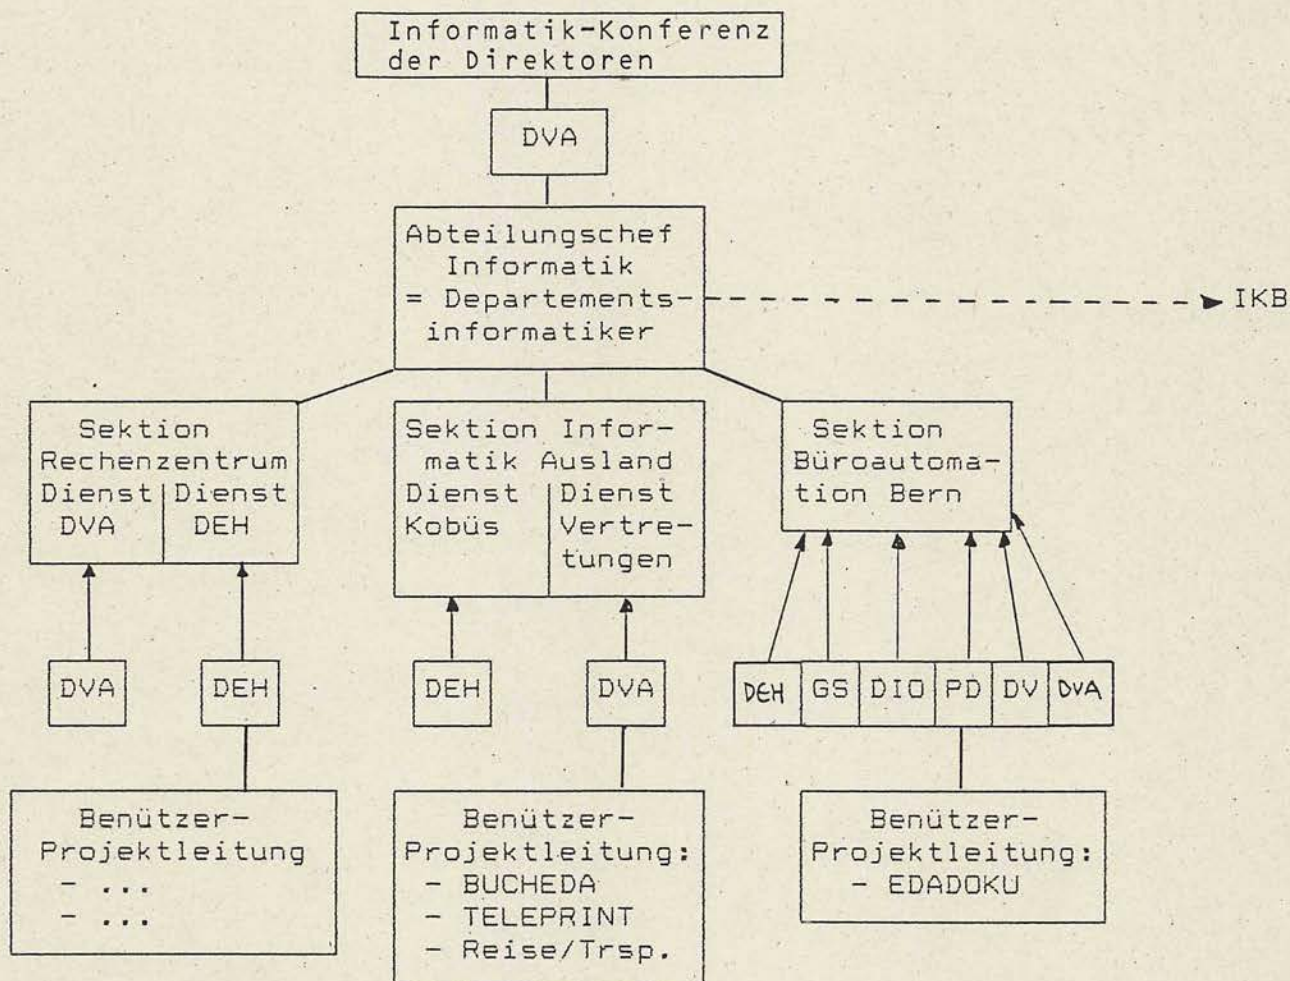 Informatik-Konferenz
der Direktoren
DVA
Abteilungschef
Informatik
= Departements-
informatiker
IKB
Sektion
Rechenzentrum
Dienst
DVA
Dienst
DEH
Sektion Infor-
matik Ausland
Dienst
Kobüs
Dienst
Vertre-
tungen
Sektion
Büroautoma-
tion Bern
DVA
DEH
DEH
DVA
DEH
GS
DIO
PD
DV
DVA
Benützer-
Projektleitung
- ...
- ...
Benützer-
Projektleitung:
- BUCHEDA
- TELEPRINT
- Reise/Trsp.
Benützer-
Projektleitung:
- EDADOKU